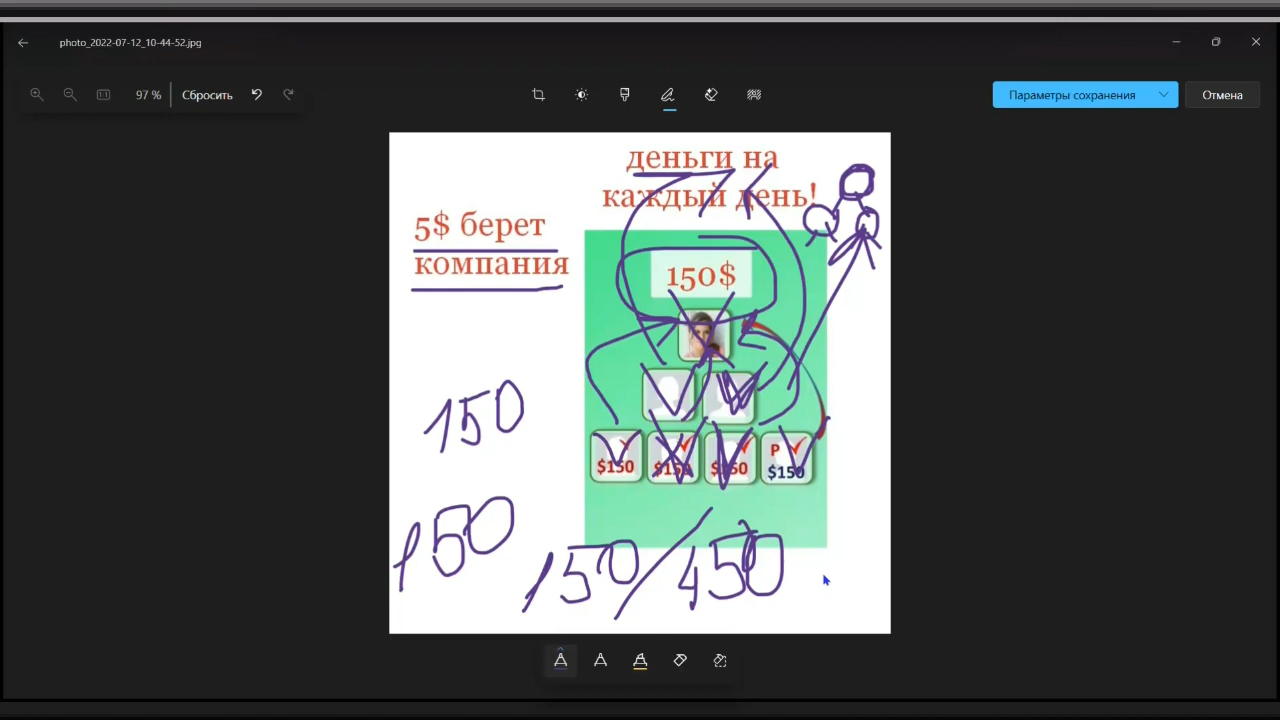 photo_2022-07-12_10-44-52.jpg
97 %
Сбросить
Параметры сохранения
Отмена
деньги на
каждый день!
5$ берет
компания
150$
$150
$150
$150
P
$150
150
150
150/450